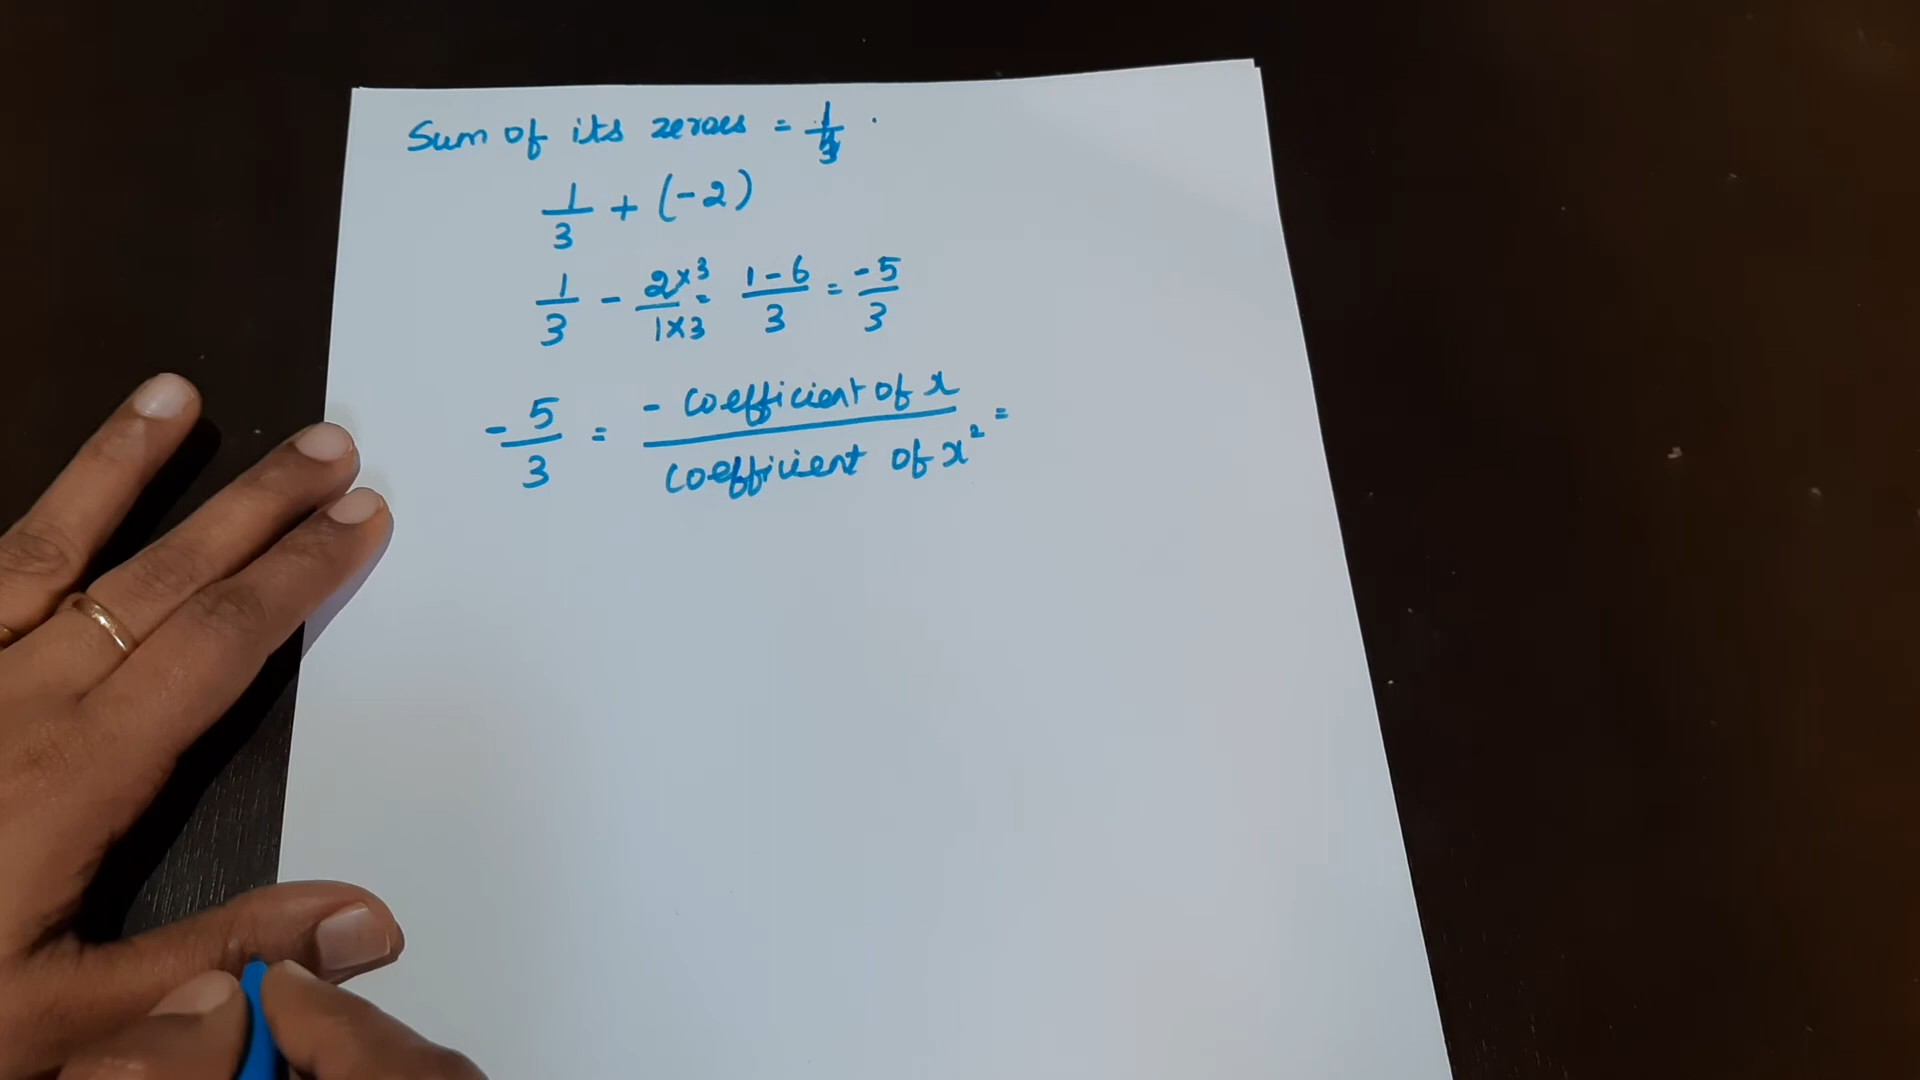 Sum of its zeroes = 1/3 .
1/3 + (-2)
1/3 - 2×3/1×3 = 1-6/3 = -5/3
-5/3 = - coefficient of x / coefficient of x² =